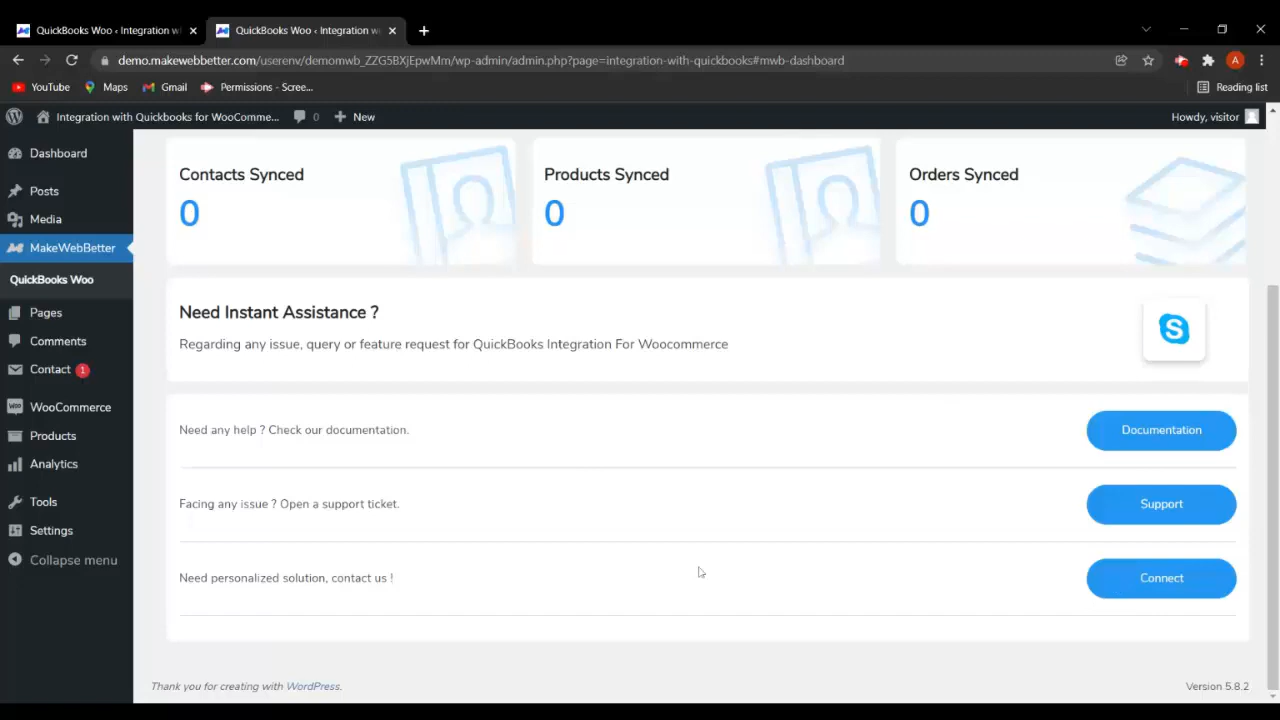 QuickBooks Woo ‹ Integration w
QuickBooks Woo ‹ Integration w
demo.makewebbetter.com/userenv/demomwb_ZZG5BXjEpwMm/wp-admin/admin.php?page=integration-with-quickbooks#mwb-dashboard
A
YouTube
Maps
Gmail
Permissions - Scree...
Reading list
Integration with Quickbooks for WooComme...
0
New
Howdy, visitor
Dashboard
Posts
Media
MakeWebBetter
QuickBooks Woo
Pages
Comments
Contact 1
WooCommerce
Products
Analytics
Tools
Settings
Collapse menu
Contacts Synced
0
Products Synced
0
Orders Synced
0
Need Instant Assistance ?
Regarding any issue, query or feature request for QuickBooks Integration For Woocommerce
S
Need any help ? Check our documentation.
Documentation
Facing any issue ? Open a support ticket.
Support
Need personalized solution, contact us !
Connect
Thank you for creating with WordPress.
Version 5.8.2